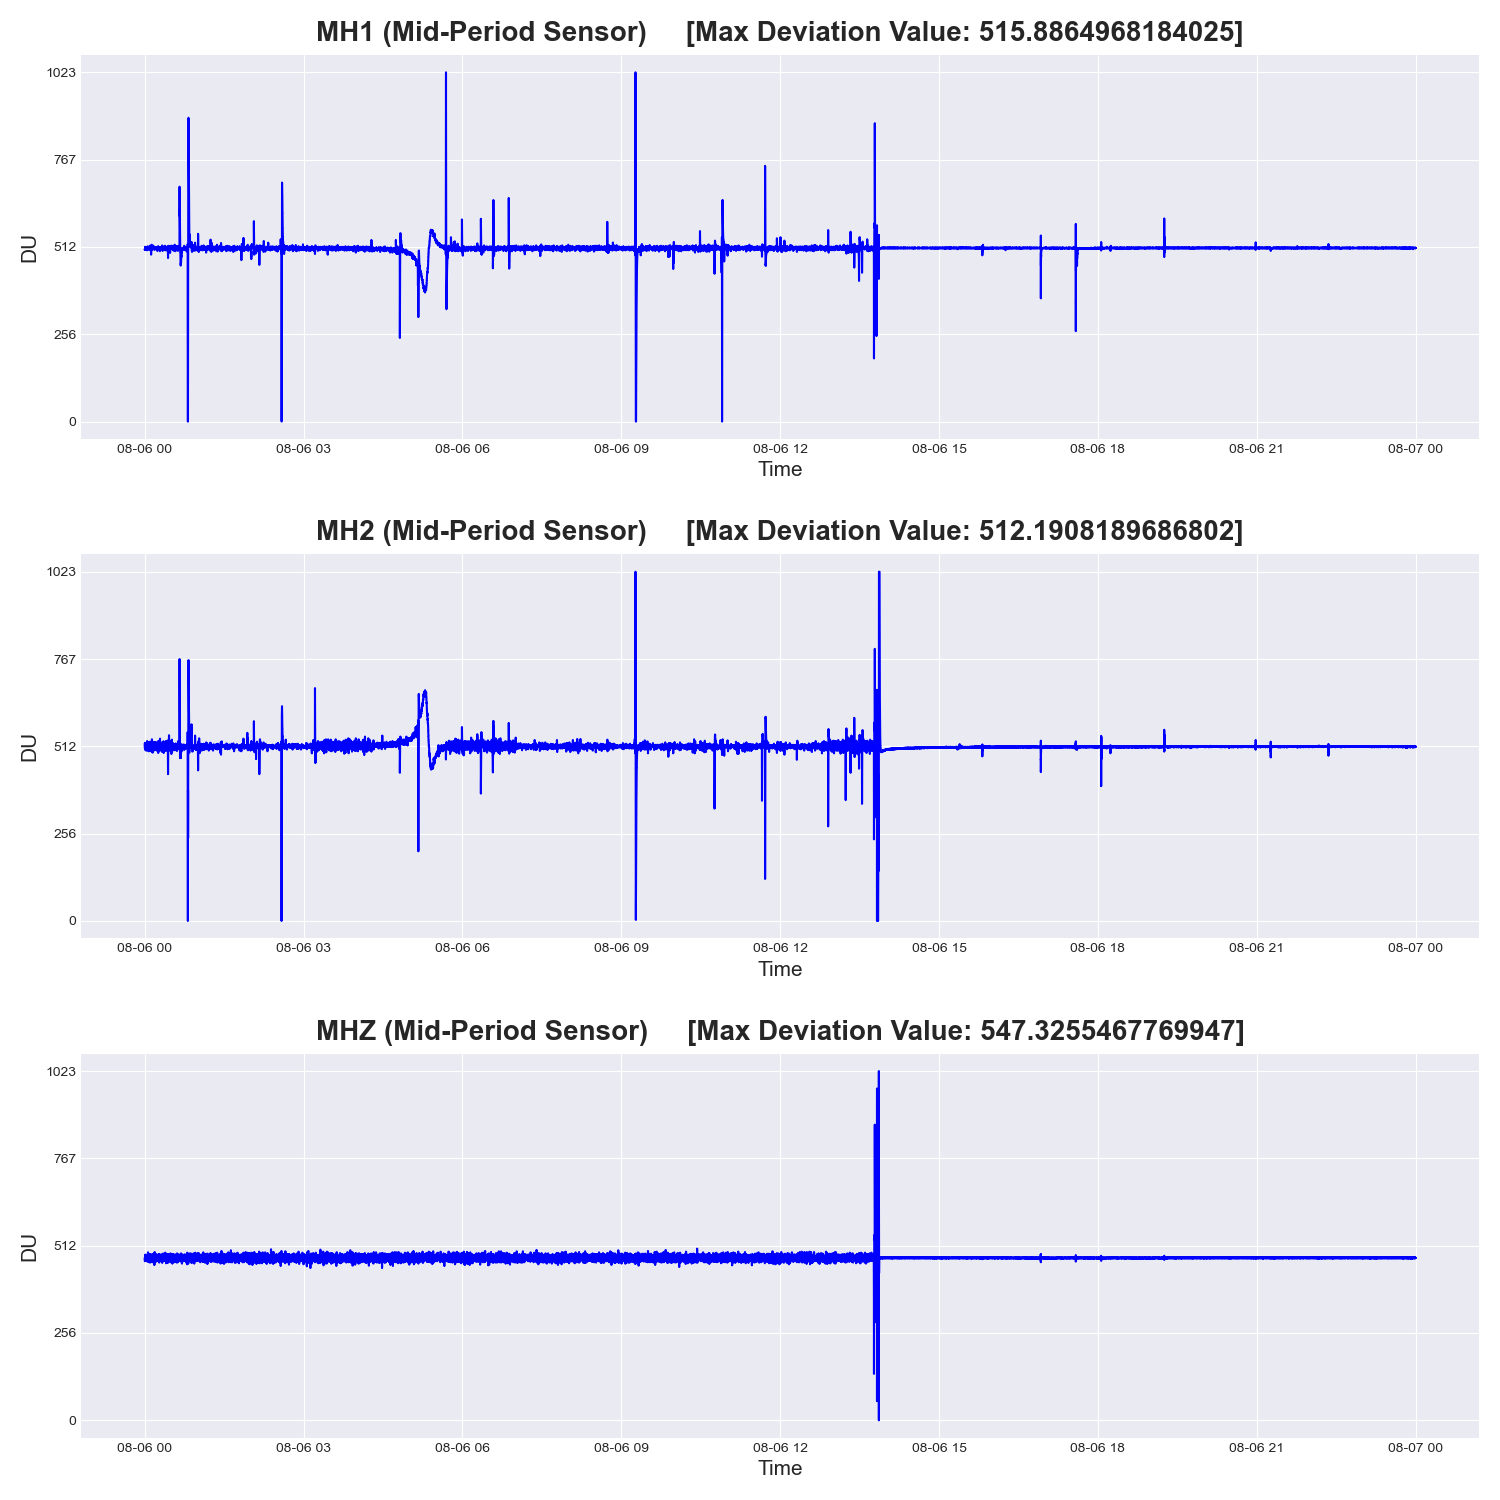 MH1 (Mid-Period Sensor) [Max Deviation Value: 515.8864968184025]
1023
767
512
256
0
DU
08-06 00 08-06 03 08-06 06 08-06 09 08-06 12 08-06 15 08-06 18 08-06 21 08-07 00
Time
MH2 (Mid-Period Sensor) [Max Deviation Value: 512.1908189686802]
1023
767
512
256
0
DU
08-06 00 08-06 03 08-06 06 08-06 09 08-06 12 08-06 15 08-06 18 08-06 21 08-07 00
Time
MHZ (Mid-Period Sensor) [Max Deviation Value: 547.3255467769947]
1023
767
512
256
0
DU
08-06 00 08-06 03 08-06 06 08-06 09 08-06 12 08-06 15 08-06 18 08-06 21 08-07 00
Time